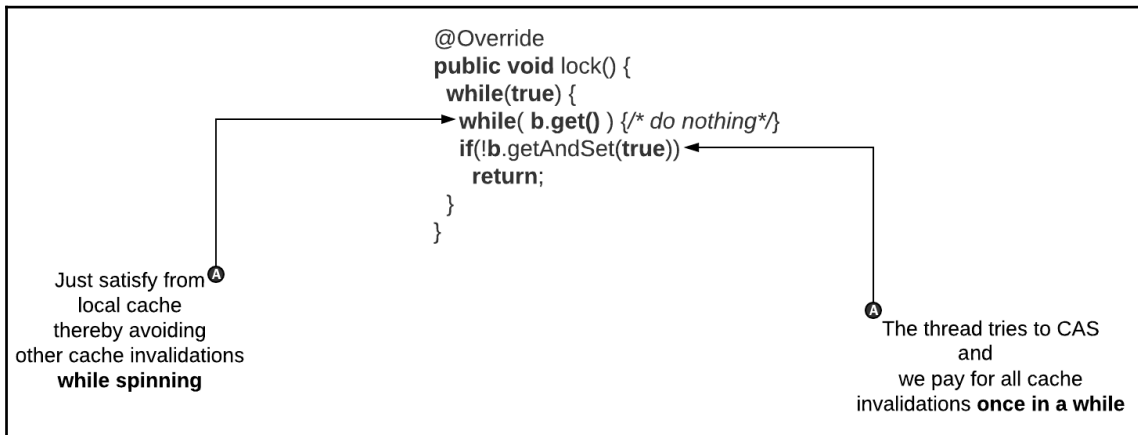 @Override
public void lock() {
while(true) {
while( b.get() ) {/* do nothing*/}
if(!b.getAndSet(true))
return;
}
}
A
Just satisfy from
local cache
thereby avoiding
other cache invalidations
while spinning
A
The thread tries to CAS
and
we pay for all cache
invalidations once in a while